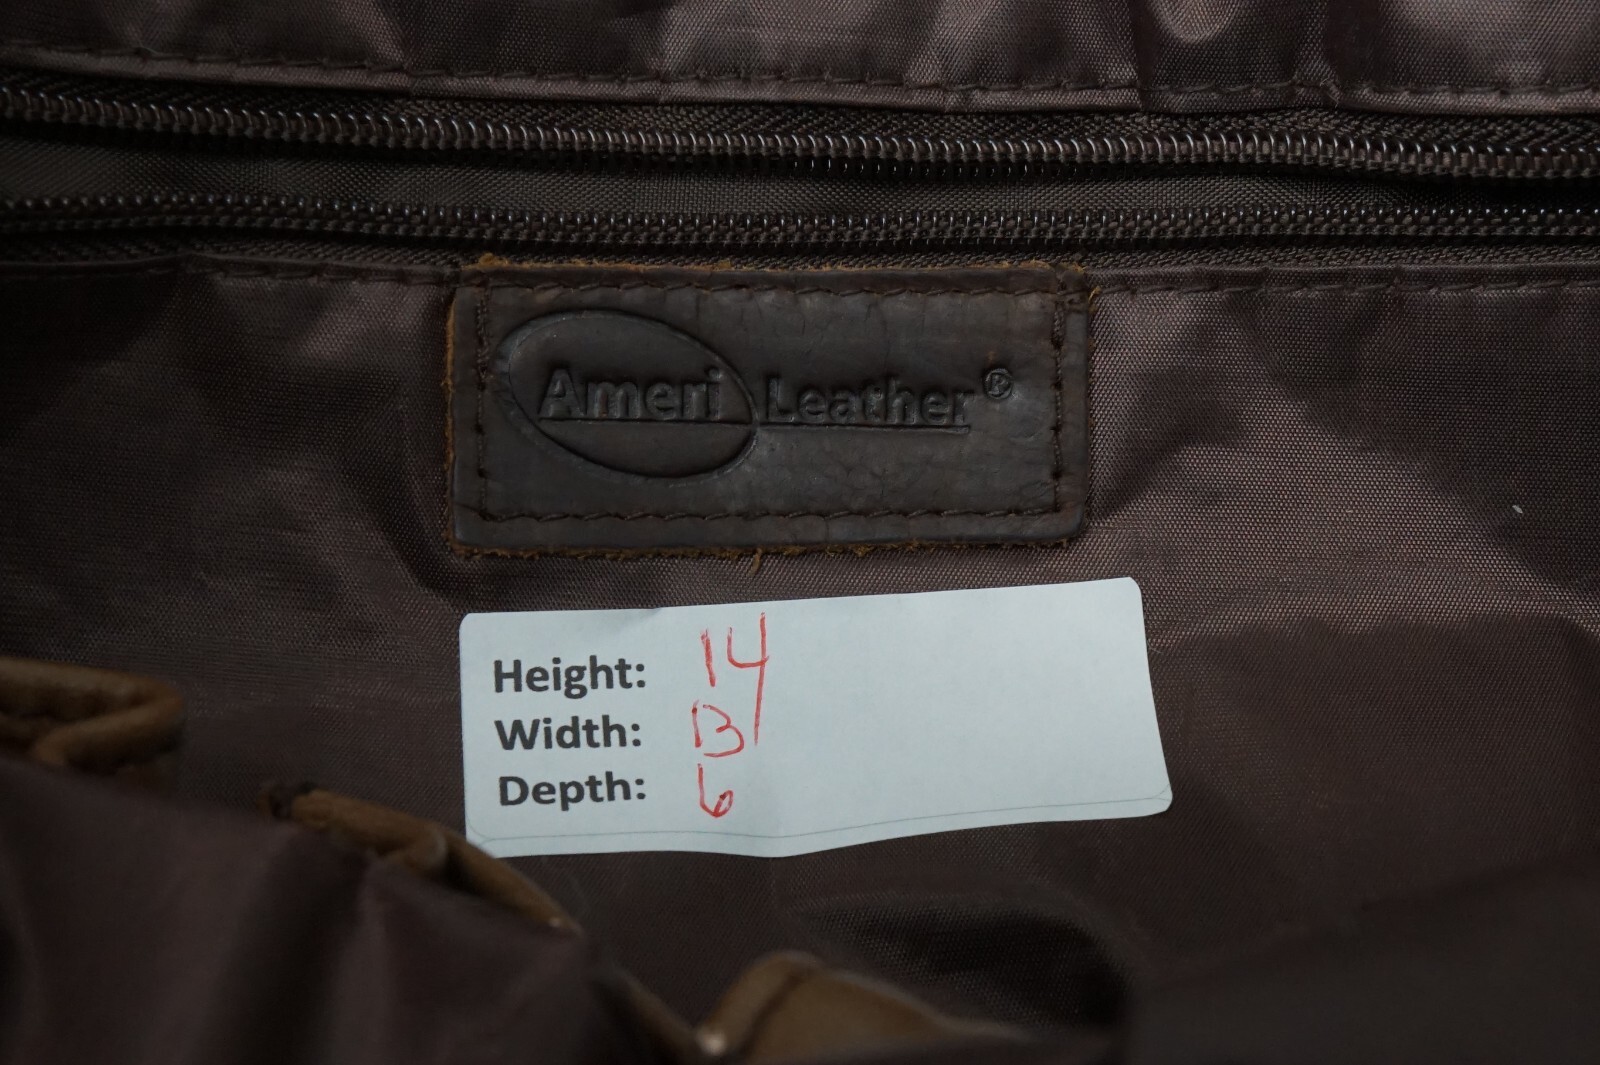 Ameri Leather®
Height: 14
Width: 13
Depth: 6